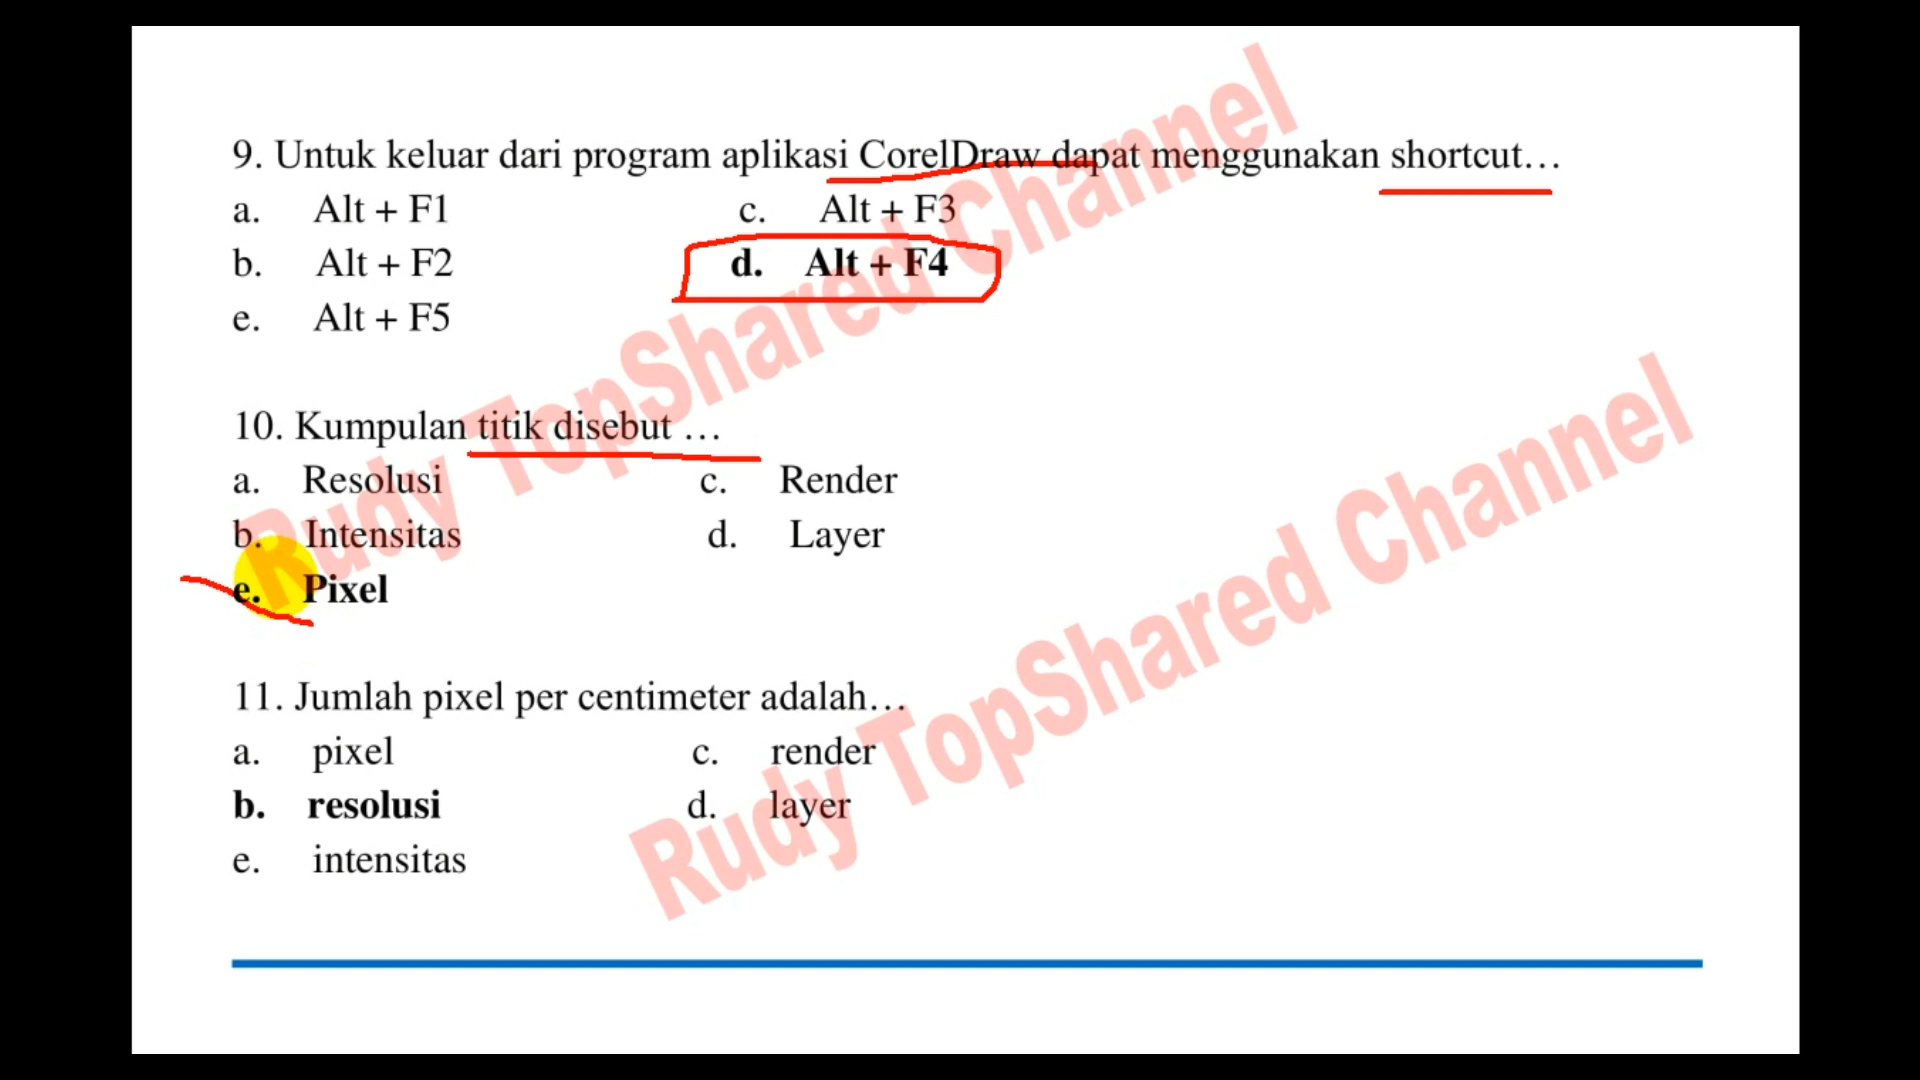 9. Untuk keluar dari program aplikasi CorelDraw dapat menggunakan shortcut…
a. Alt + F1 c. Alt + F3
b. Alt + F2 d. Alt + F4
e. Alt + F5
10. Kumpulan titik disebut …
a. Resolusi c. Render
b. Intensitas d. Layer
e. Pixel
11. Jumlah pixel per centimeter adalah…
a. pixel c. render
b. resolusi d. layer
e. intensitas
Rudy TopShared Channel
Rudy TopShared Channel